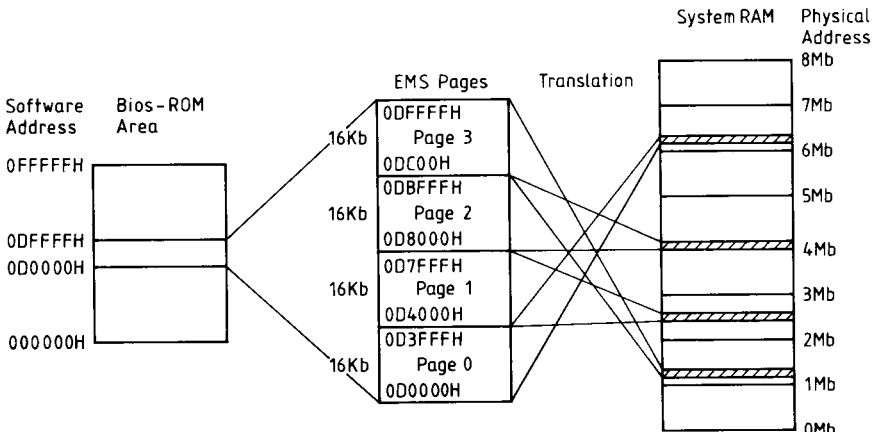 System RAM
Physical
Address
8Mb
7Mb
6Mb
5Mb
4Mb
3Mb
2Mb
1Mb
0Mb
EMS Pages
Translation
Software
Address
Bios-ROM
Area
0FFFFFH
0DFFFFH
0D0000H
000000H
16Kb
0DFFFFH
Page 3
0DC00H
16Kb
0DBFFFH
Page 2
0D8000H
16Kb
0D7FFFH
Page 1
0D4000H
16Kb
0D3FFFH
Page 0
0D0000H